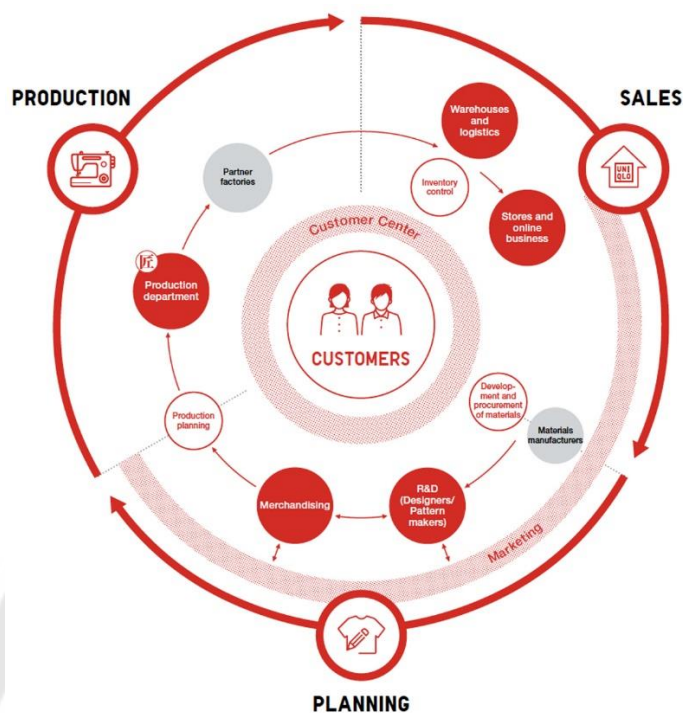 PRODUCTION
SALES
Warehouses
and
logistics
Partner
factories
Inventory
control
UNI
QLO
Customer Center
Stores and
online
business
匠
Production
department
CUSTOMERS
Develop-
ment and
procurement
of materials
Production
planning
Materials
manufacturers
Merchandising
R&D
(Designers/
Pattern
makers)
Marketing
PLANNING